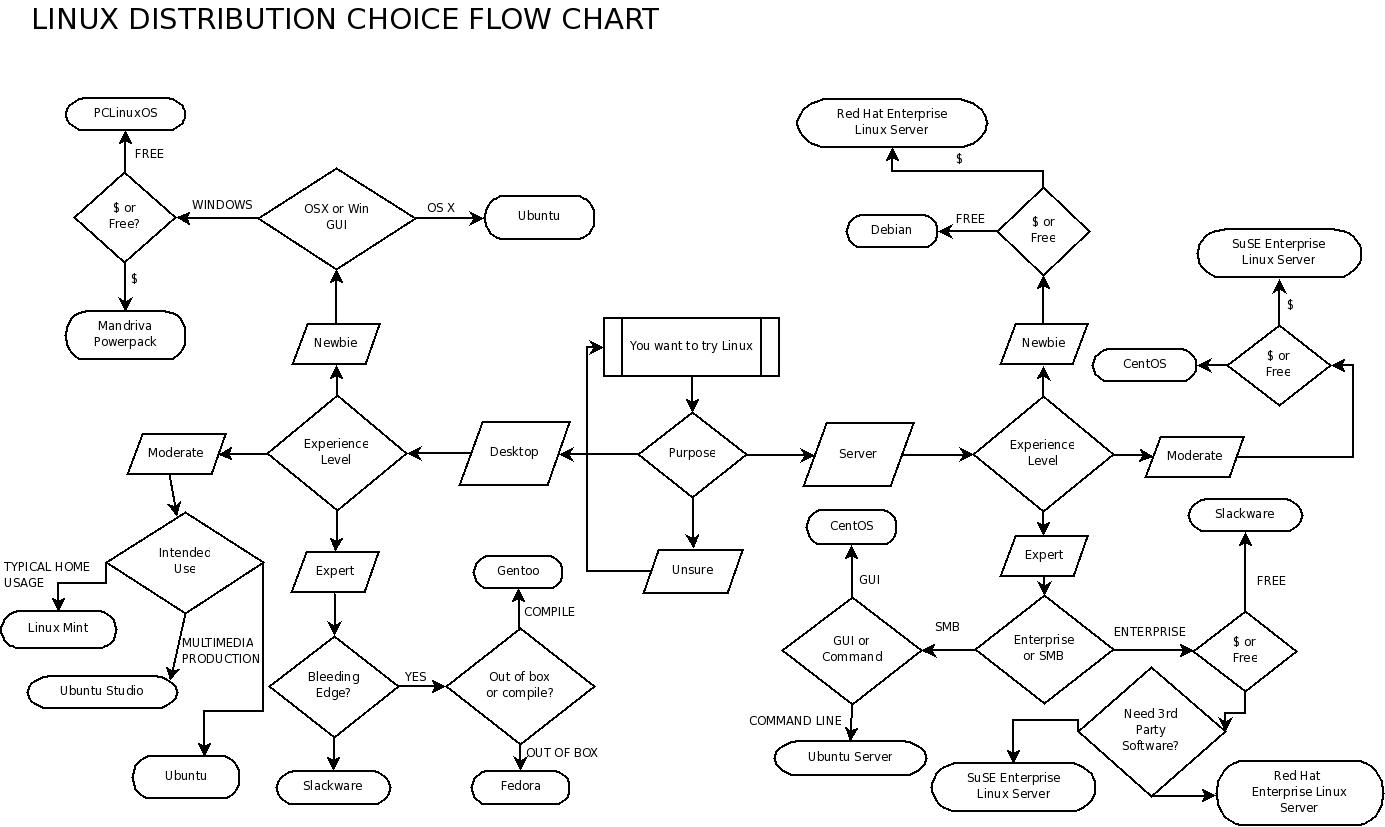 LINUX DISTRIBUTION CHOICE FLOW CHART
PCLinuxOS
FREE
$ or
Free?
WINDOWS
OSX or Win
GUI
OS X
Ubuntu
$
Mandriva
Powerpack
Newbie
Red Hat Enterprise
Linux Server
$
$ or
Free
FREE
Debian
SuSE Enterprise
Linux Server
$
Newbie
CentOS
$ or
Free
You want to try Linux
Moderate
Experience
Level
Desktop
Purpose
Server
Experience
Level
Moderate
Unsure
Intended
Use
TYPICAL HOME
USAGE
Linux Mint
MULTIMEDIA
PRODUCTION
Ubuntu Studio
Ubuntu
Expert
Bleeding
Edge?
YES
Gentoo
COMPILE
Out of box
or compile?
OUT OF BOX
Slackware
Fedora
CentOS
GUI
GUI or
Command
SMB
COMMAND LINE
Ubuntu Server
Expert
Enterprise
or SMB
ENTERPRISE
Slackware
FREE
$ or
Free
Need 3rd
Party
Software?
SuSE Enterprise
Linux Server
Red Hat
Enterprise Linux
Server